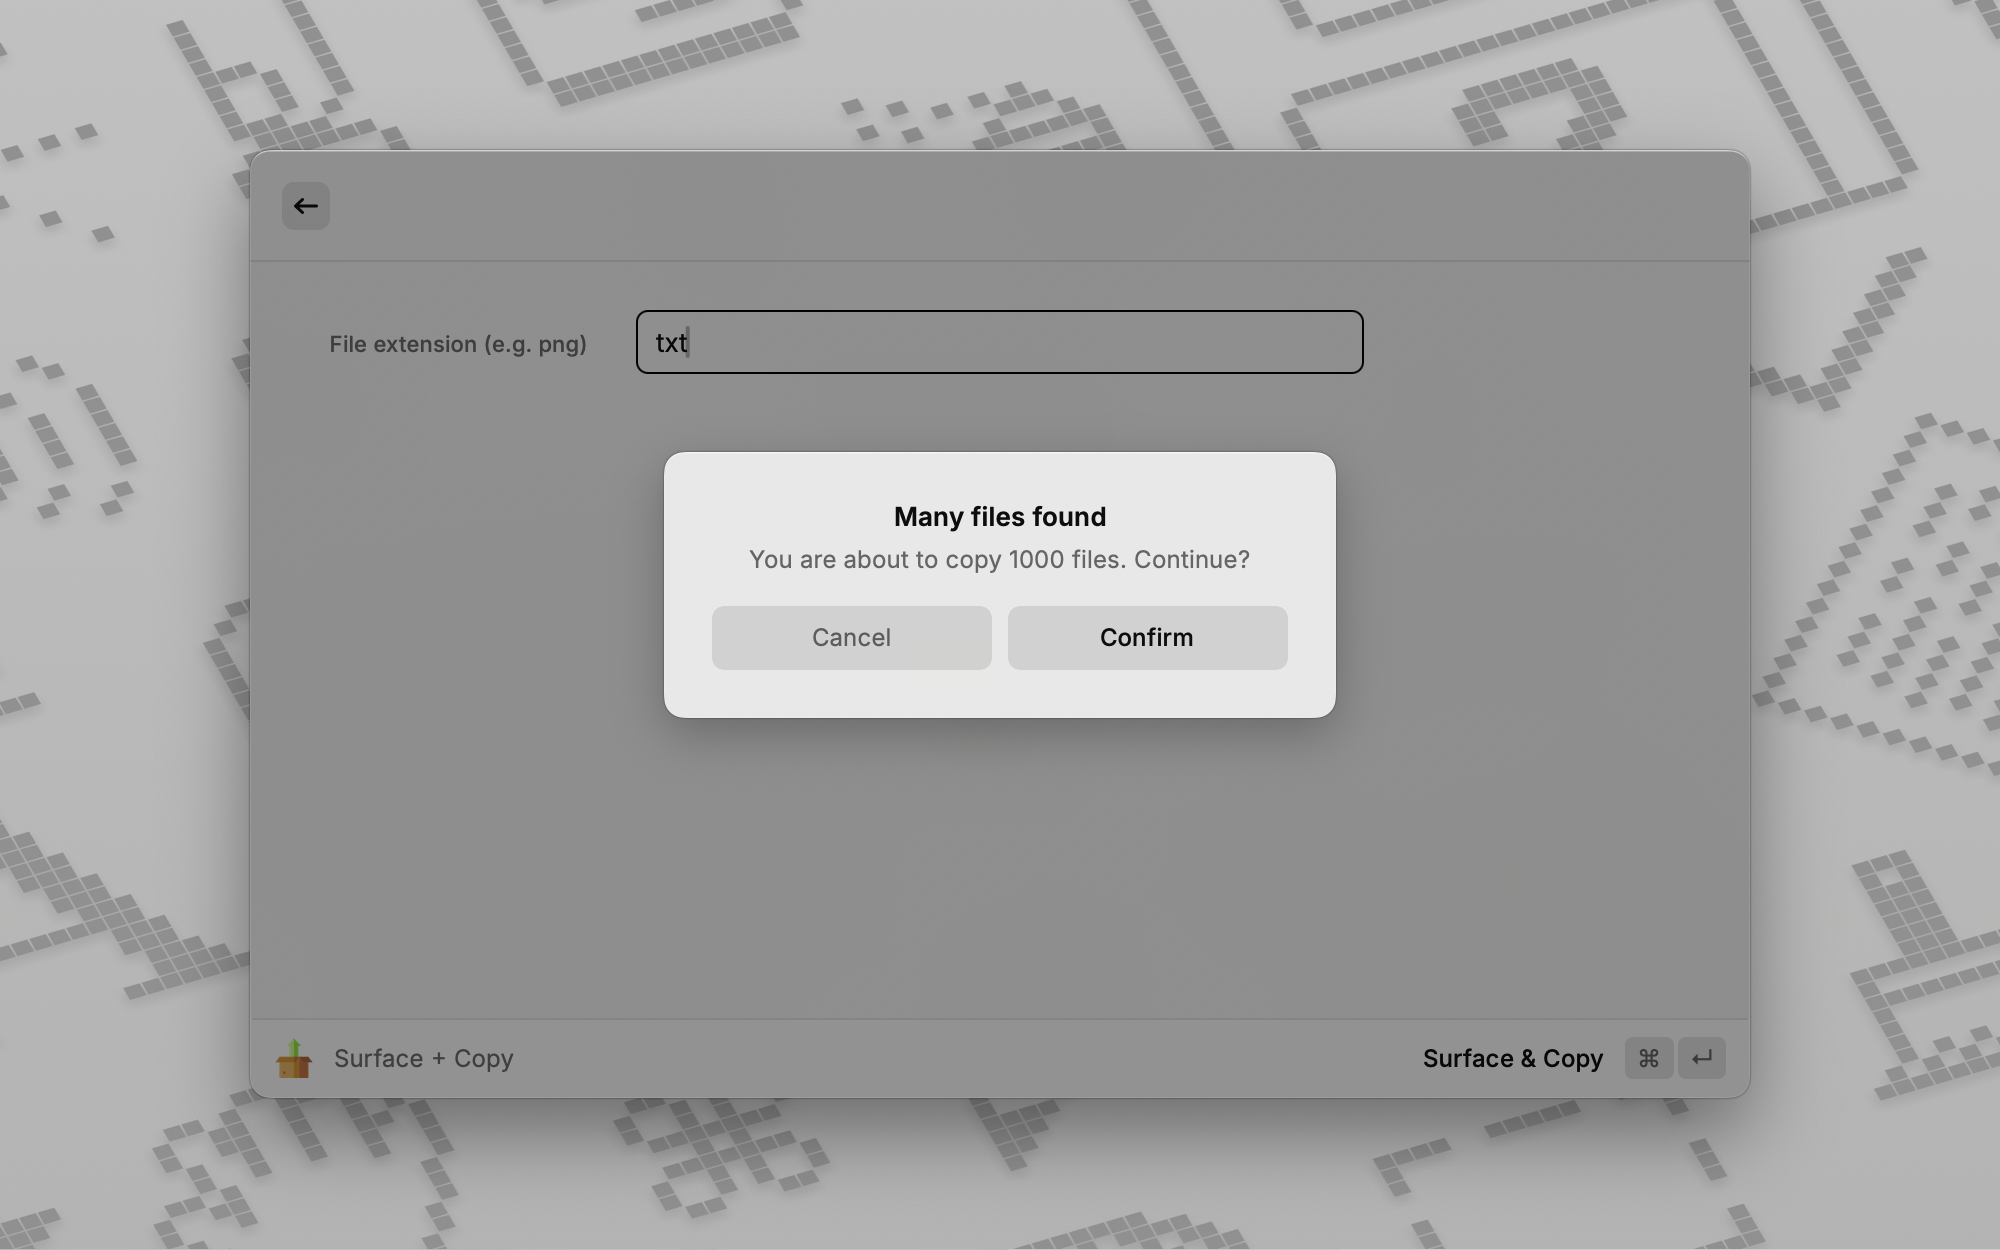 File extension (e.g. png)
txt
Many files found
You are about to copy 1000 files. Continue?
Cancel
Confirm
Surface + Copy
Surface & Copy ⌘ ↵